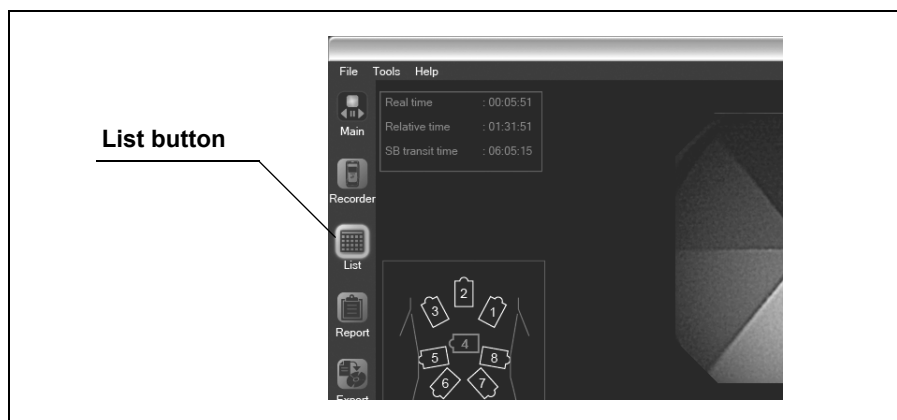 File Tools Help
Real time : 00:05:51
Relative time : 01:31:51
SB transit time : 06:05:15
Main
List button
Recorder
List
2
3 1
4
5 8
6 7
Report
Export